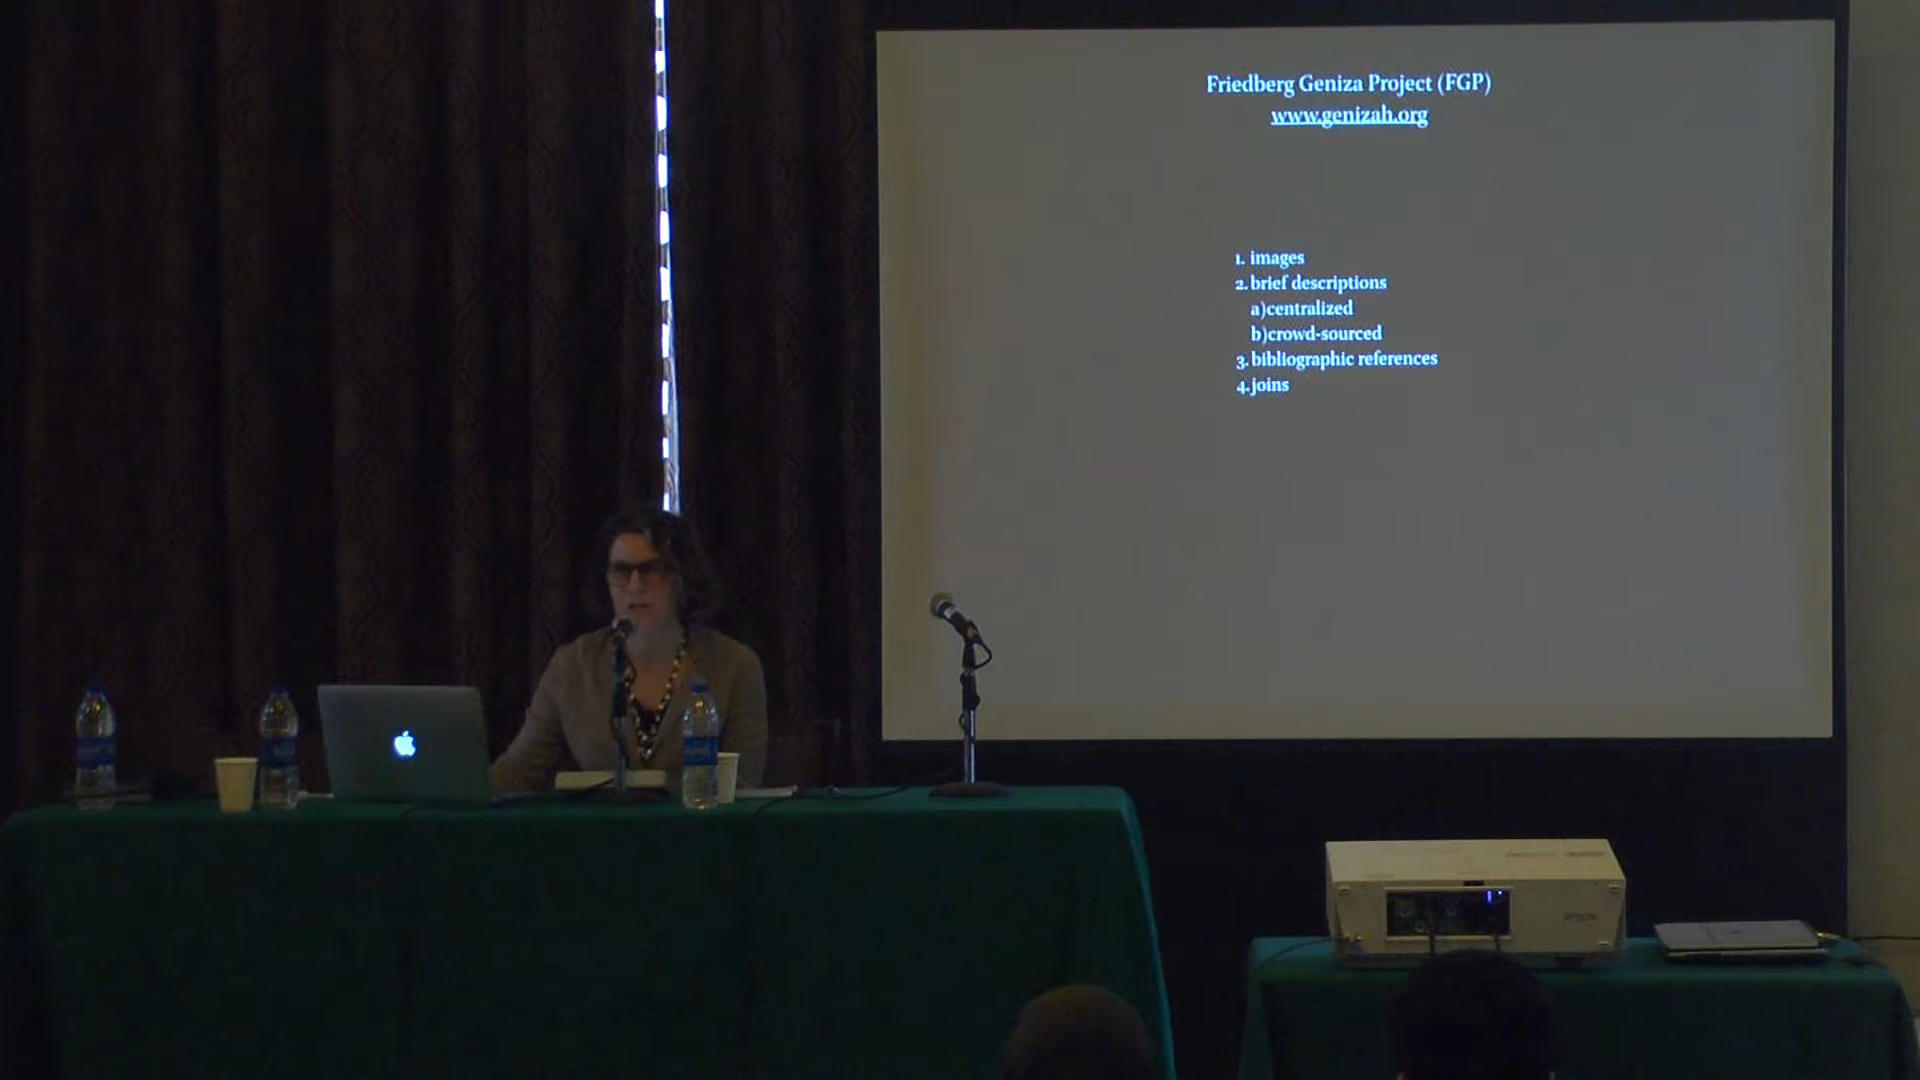 Friedberg Geniza Project (FGP)
www.genizah.org
1. images
2. brief descriptions
a)centralized
b)crowd-sourced
3. bibliographic references
4. joins
EPSON